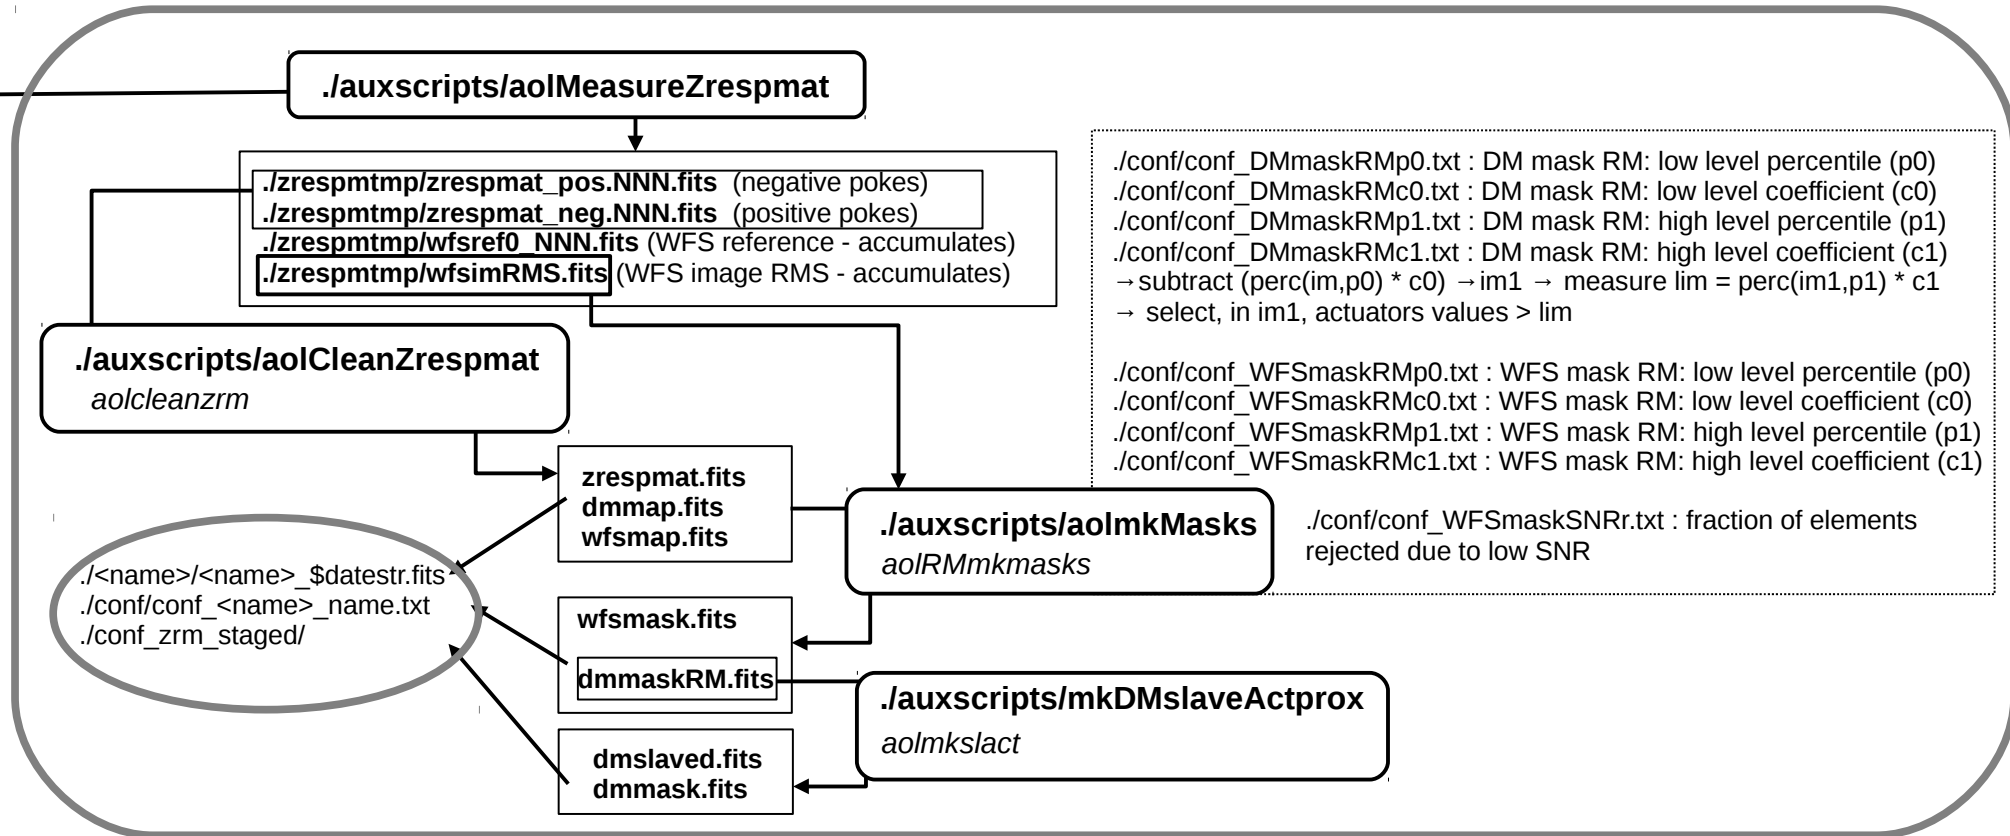 ./auxscripts/aolMeasureZrespmat
./zrespmtmp/zrespmat_pos.NNN.fits (negative pokes)
./zrespmtmp/zrespmat_neg.NNN.fits (positive pokes)
./zrespmtmp/wfsref0_NNN.fits (WFS reference - accumulates)
./zrespmtmp/wfsimRMS.fits (WFS image RMS - accumulates)
./conf/conf_DMmaskRMp0.txt : DM mask RM: low level percentile (p0)
./conf/conf_DMmaskRMc0.txt : DM mask RM: low level coefficient (c0)
./conf/conf_DMmaskRMp1.txt : DM mask RM: high level percentile (p1)
./conf/conf_DMmaskRMc1.txt : DM mask RM: high level coefficient (c1)
→subtract (perc(im,p0) * c0) →im1 → measure lim = perc(im1,p1) * c1
→ select, in im1, actuators values > lim
./conf/conf_WFSmaskRMp0.txt : WFS mask RM: low level percentile (p0)
./conf/conf_WFSmaskRMc0.txt : WFS mask RM: low level coefficient (c0)
./conf/conf_WFSmaskRMp1.txt : WFS mask RM: high level percentile (p1)
./conf/conf_WFSmaskRMc1.txt : WFS mask RM: high level coefficient (c1)
./conf/conf_WFSmaskSNRr.txt : fraction of elements
rejected due to low SNR
./auxscripts/aolCleanZrespmat
aolcleanzrm
zrespmat.fits
dmmap.fits
wfsmap.fits
./auxscripts/aolmkMasks
aolRMmkmasks
./<name>/<name>_$datestr.fits
./conf/conf_<name>_name.txt
./conf_zrm_staged/
wfsmask.fits
dmmaskRM.fits
./auxscripts/mkDMslaveActprox
aolmkslact
dmslaved.fits
dmmask.fits